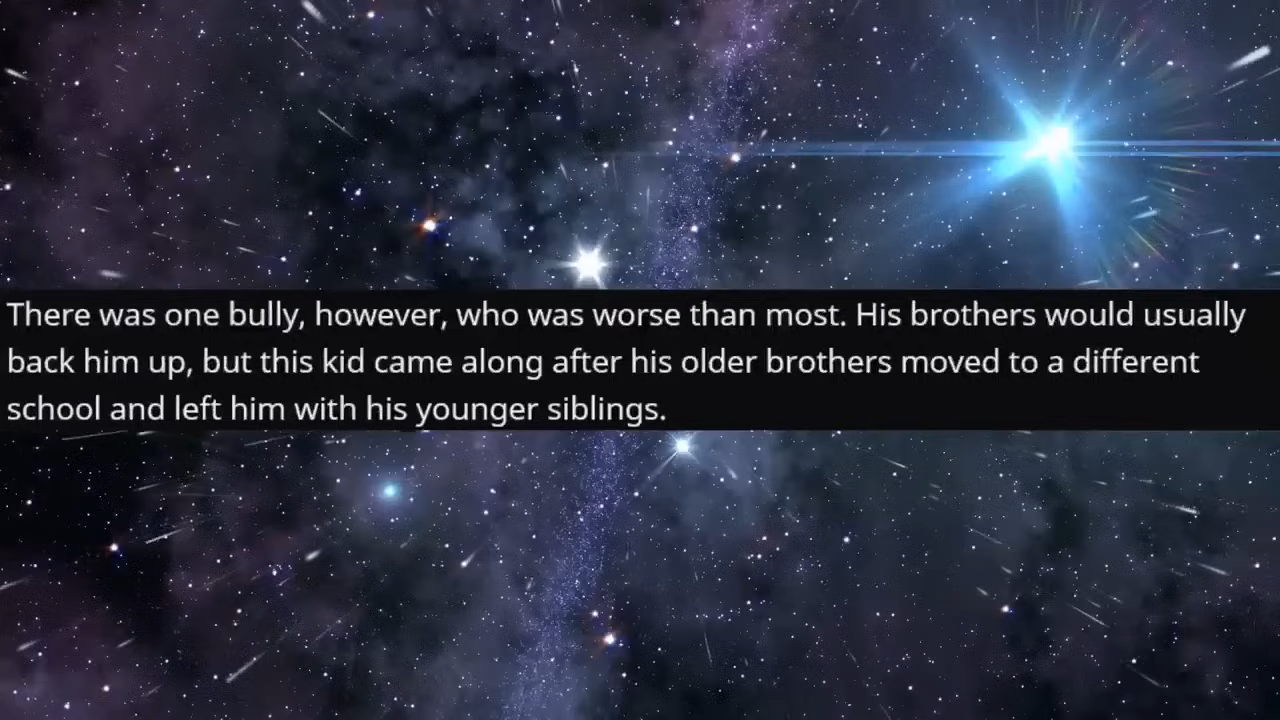 There was one bully, however, who was worse than most. His brothers would usually
back him up, but this kid came along after his older brothers moved to a different
school and left him with his younger siblings.